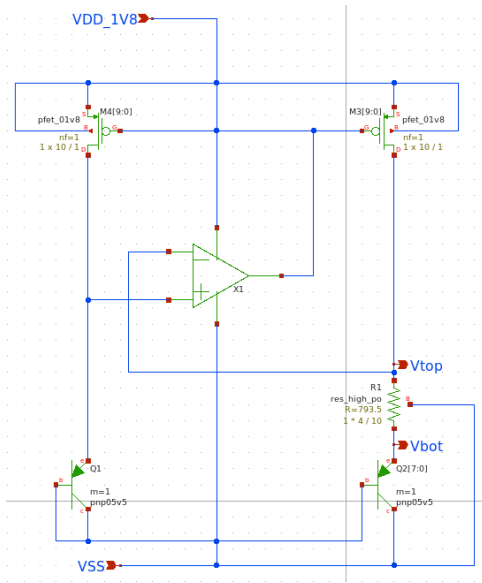 VDD_1V8
M4[9:0]
pfet_01v8
S
G
B
D
nf=1
1 x 10 / 1
M3[9:0]
pfet_01v8
S
G
B
D
nf=1
1 x 10 / 1
X1
Vtop
R1
res_high_po
B
R=793.5
1 * 4 / 10
Vbot
e
Q1
b
m=1
pnp05v5
c
e
Q2[7:0]
b
m=1
pnp05v5
c
VSS